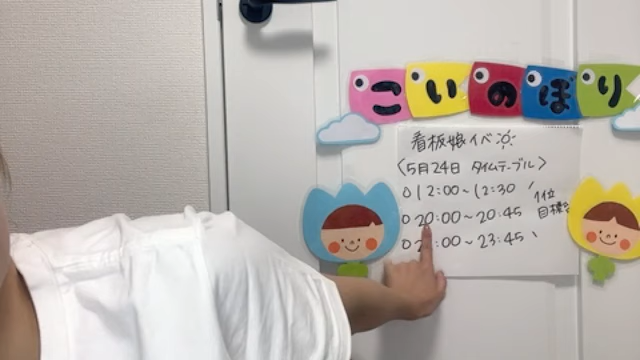 こいのぼり
看板娘イベ
〈5月24日 タイムテーブル〉
○12:00～12:30
1位
目標
○20:00～20:45
:00～23:45